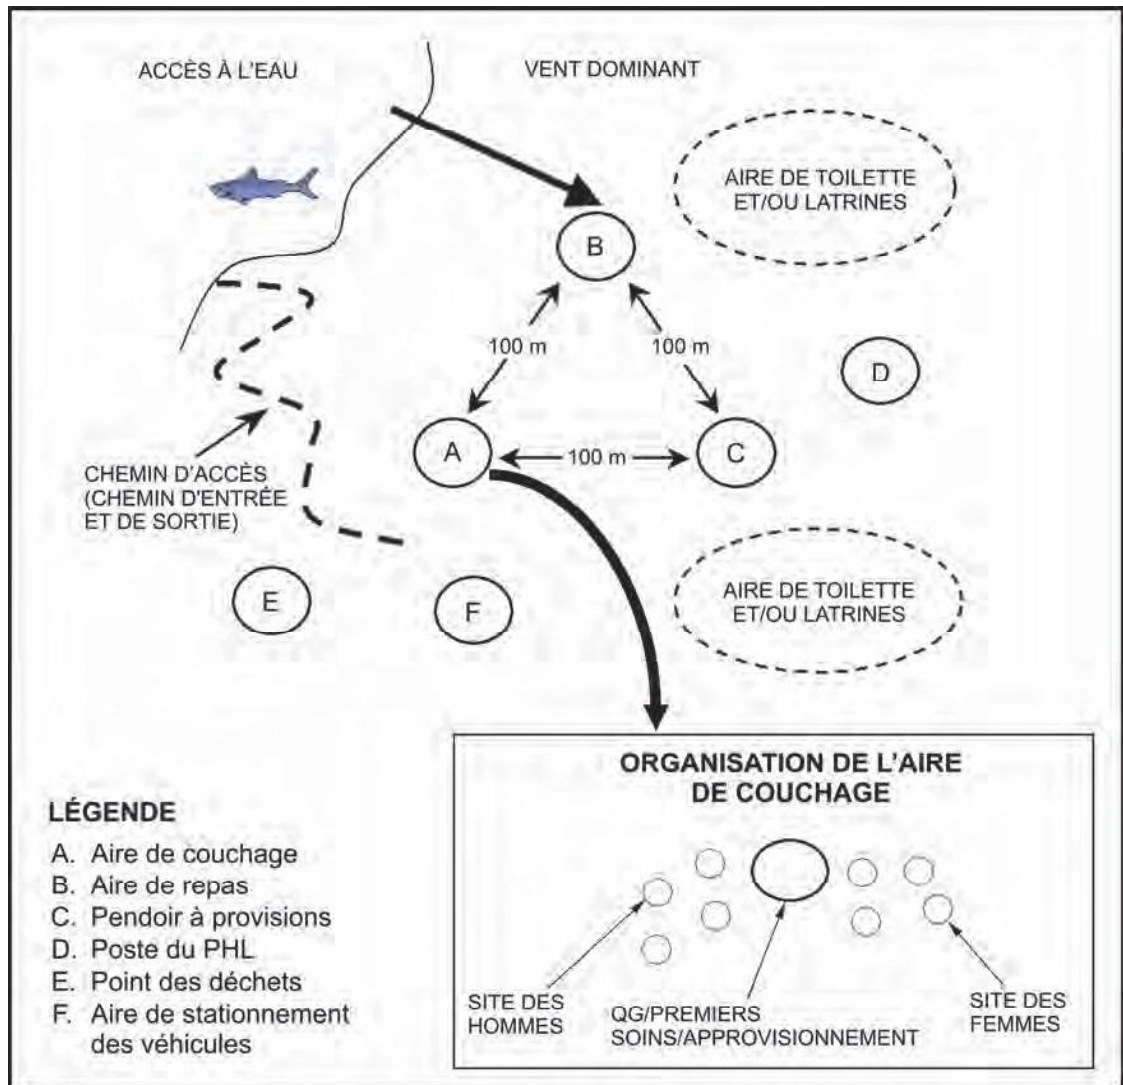 ACCÈS À L'EAU
VENT DOMINANT
AIRE DE TOILETTE
ET/OU LATRINES
B
100 m
100 m
D
A
100 m
C
CHEMIN D'ACCÈS
(CHEMIN D'ENTRÉE
ET DE SORTIE)
E
F
AIRE DE TOILETTE
ET/OU LATRINES
LÉGENDE
A. Aire de couchage
B. Aire de repas
C. Pendoir à provisions
D. Poste du PHL
E. Point des déchets
F. Aire de stationnement
des véhicules
ORGANISATION DE L'AIRE
DE COUCHAGE
SITE DES
HOMMES
QG/PREMIERS
SOINS/APPROVISIONNEMENT
SITE DES
FEMMES